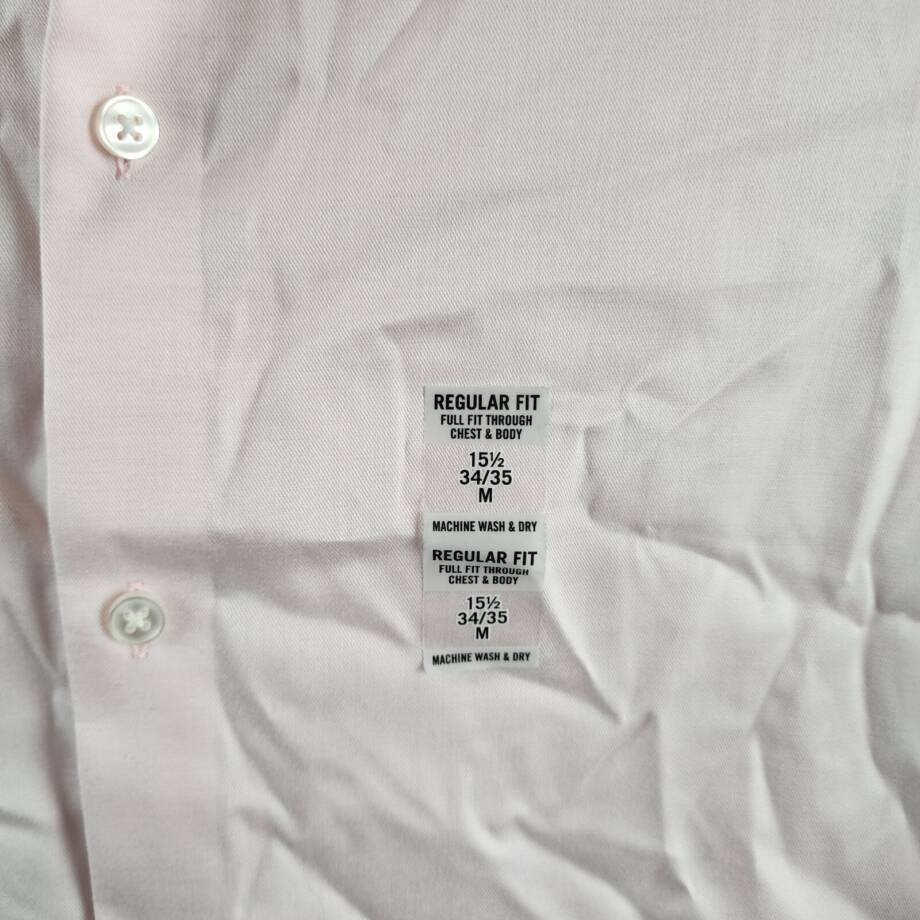 REGULAR FIT
FULL FIT THROUGH
CHEST & BODY
15½
34/35
M
MACHINE WASH & DRY
REGULAR FIT
FULL FIT THROUGH
CHEST & BODY
15½
34/35
M
MACHINE WASH & DRY